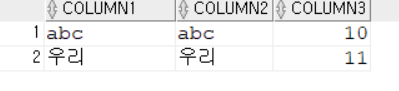 COLUMN1 COLUMN2 COLUMN3
1 abc abc 10
2 우리 우리 11